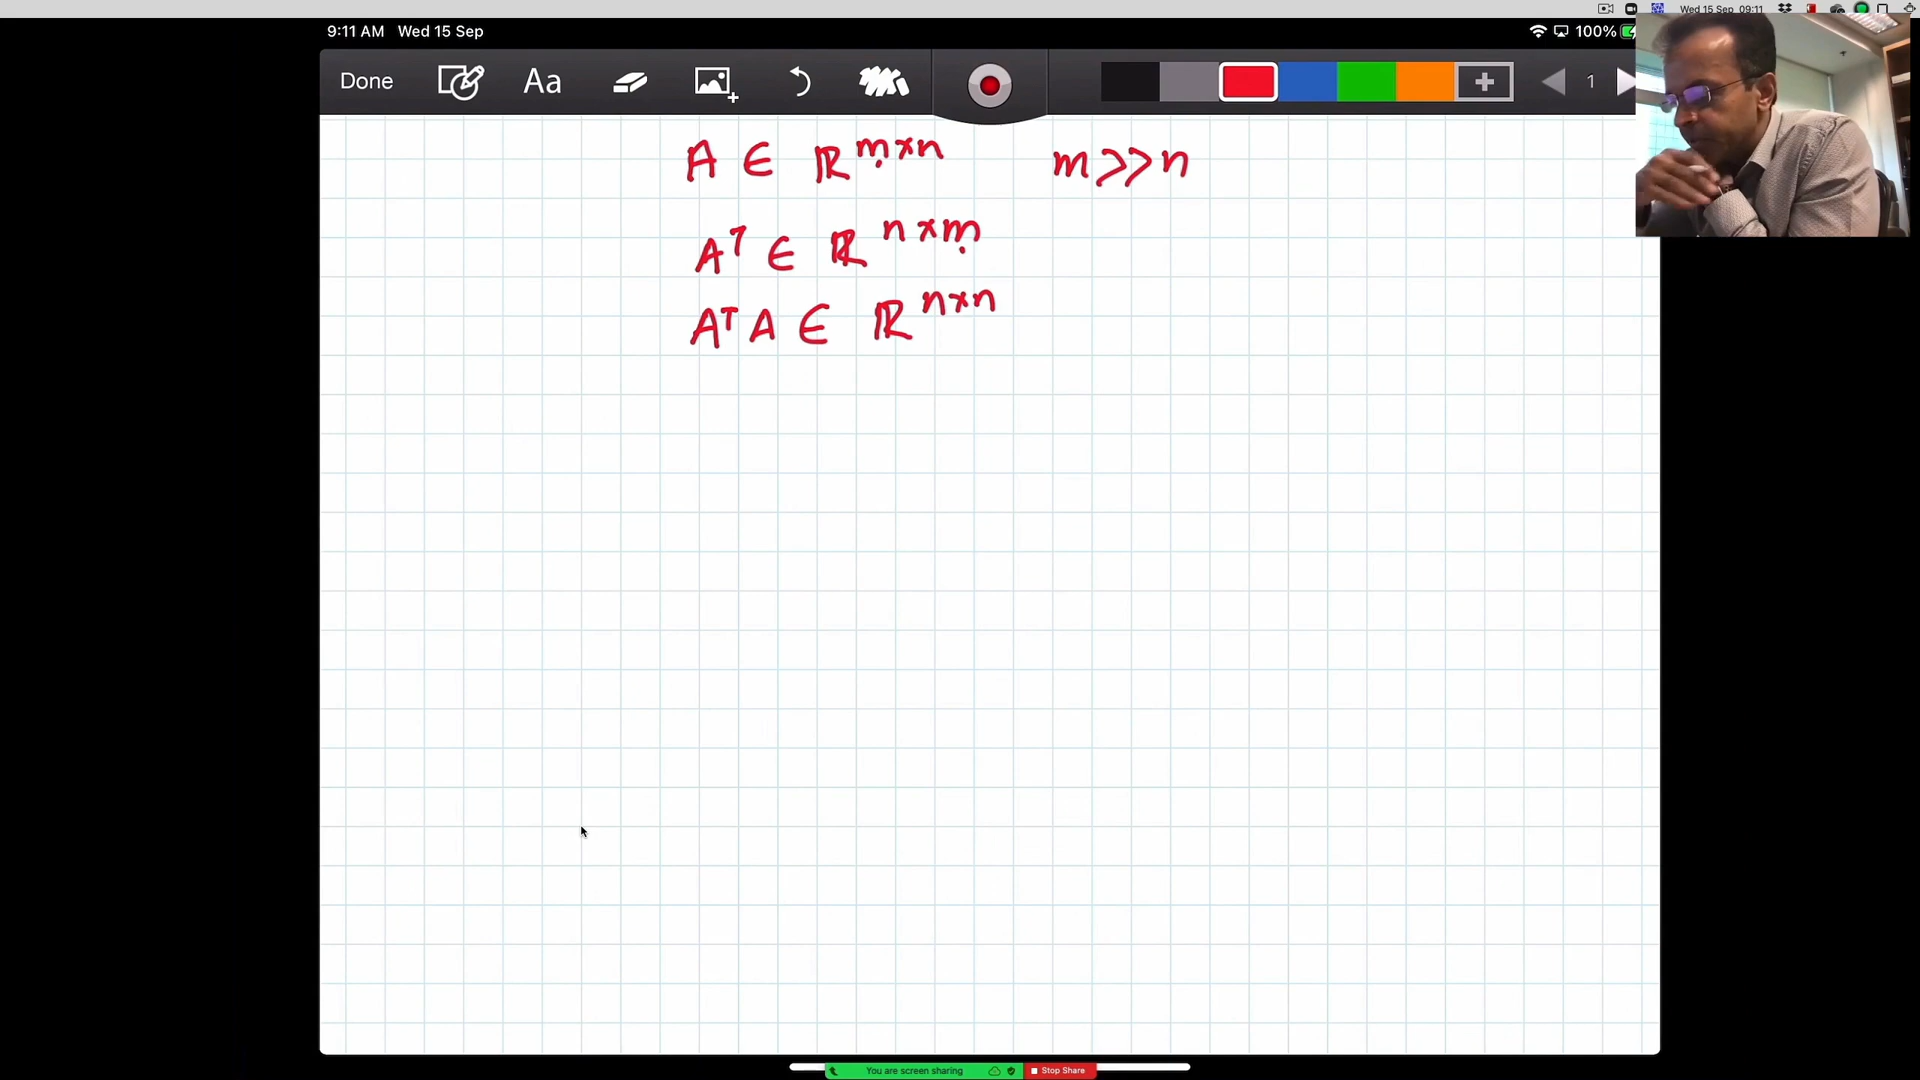 Wed 15 Sep 09:11
9:11 AM Wed 15 Sep
100%
Done
Aa
1
A ∈ ℝ^{m×n} m >> n
A^T ∈ ℝ^{n×m}
A^T A ∈ ℝ^{n×n}
You are screen sharing
Stop Share